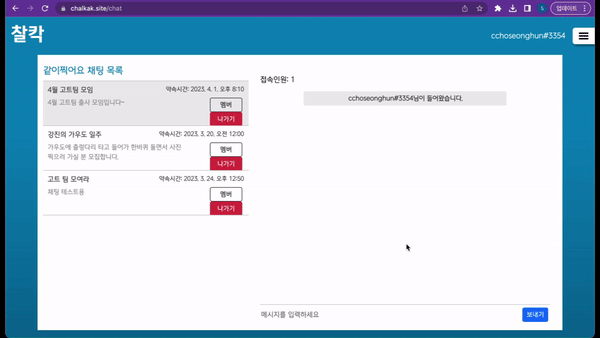 chalkak.site/chat
S
업데이트
찰칵
cchoseonghun#3354
같이찍어요 채팅 목록
4월 고트팀 모임
약속시간: 2023. 4. 1, 오후 8:10
4월 고트팀 출사 모임입니다~
멤버
나가기
강진의 가우도 일주
약속시간: 2023. 3. 20, 오전 12:00
가우도에 출렁다리 타고 들어가 한바퀴 돌면서 사진
찍으러 가실 분 모집합니다.
멤버
나가기
고트 팀 모여라
약속시간: 2023. 3. 24, 오후 12:50
채팅 테스트용
멤버
나가기
접속인원: 1
cchoseonghun#3354님이 들어왔습니다.
메시지를 입력하세요
보내기